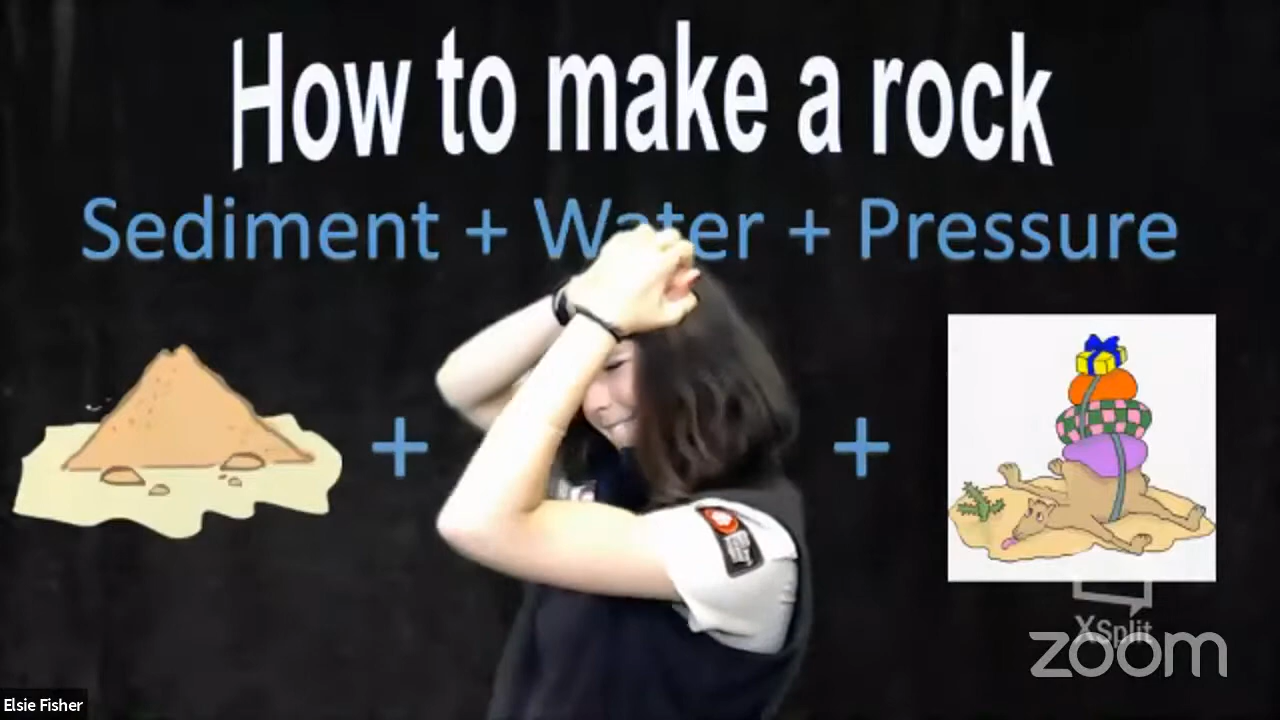 How to make a rock
Sediment + Water + Pressure
+ +
XSplit
zoom
Elsie Fisher